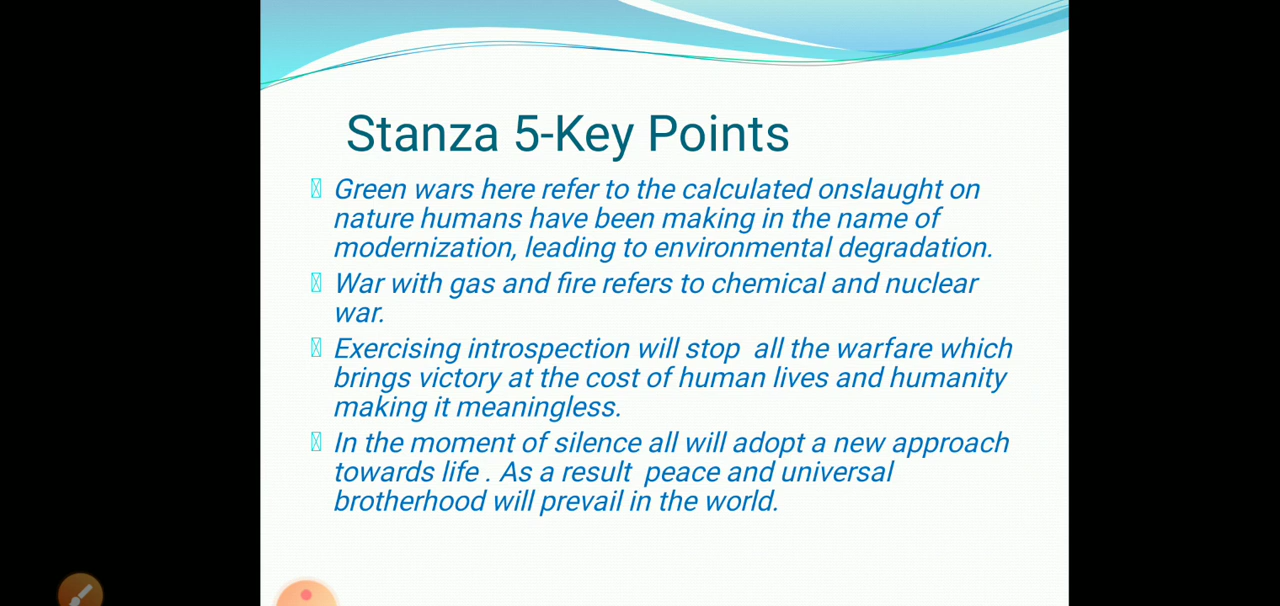 Stanza 5-Key Points
Green wars here refer to the calculated onslaught on
nature humans have been making in the name of
modernization, leading to environmental degradation.
War with gas and fire refers to chemical and nuclear
war.
Exercising introspection will stop  all the warfare which
brings victory at the cost of human lives and humanity
making it meaningless.
In the moment of silence all will adopt a new approach
towards life . As a result  peace and universal
brotherhood will prevail in the world.